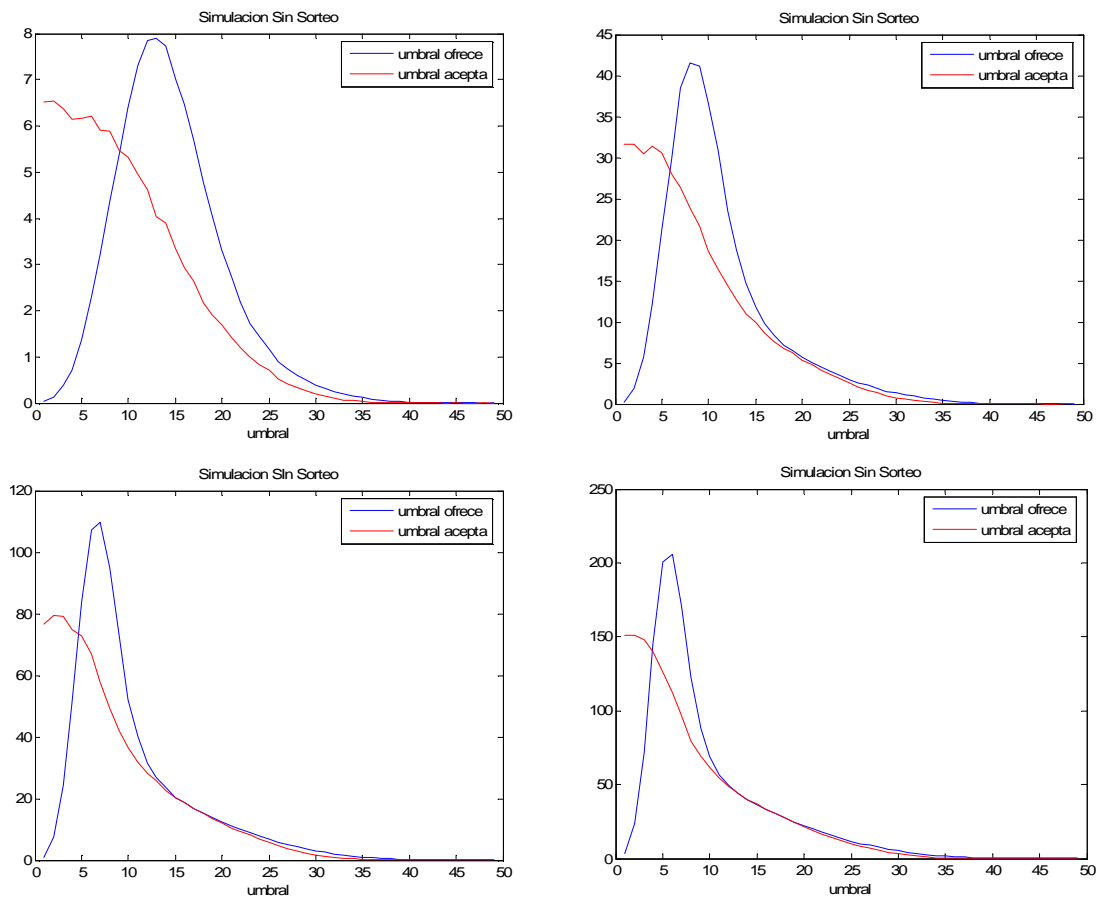 Simulacion Sin Sorteo
8
7
6
5
4
3
2
1
0
umbral ofrece
umbral acepta
0 5 10 15 20 25 30 35 40 45 50
umbral
Simulacion Sin Sorteo
45
40
35
30
25
20
15
10
5
0
umbral ofrece
umbral acepta
0 5 10 15 20 25 30 35 40 45 50
umbral
Simulacion SIn Sorteo
120
100
80
60
40
20
0
umbral ofrece
umbral acepta
0 5 10 15 20 25 30 35 40 45 50
umbral
Simulacion Sin Sorteo
250
200
150
100
50
0
umbral ofrece
umbral acepta
0 5 10 15 20 25 30 35 40 45 50
umbral